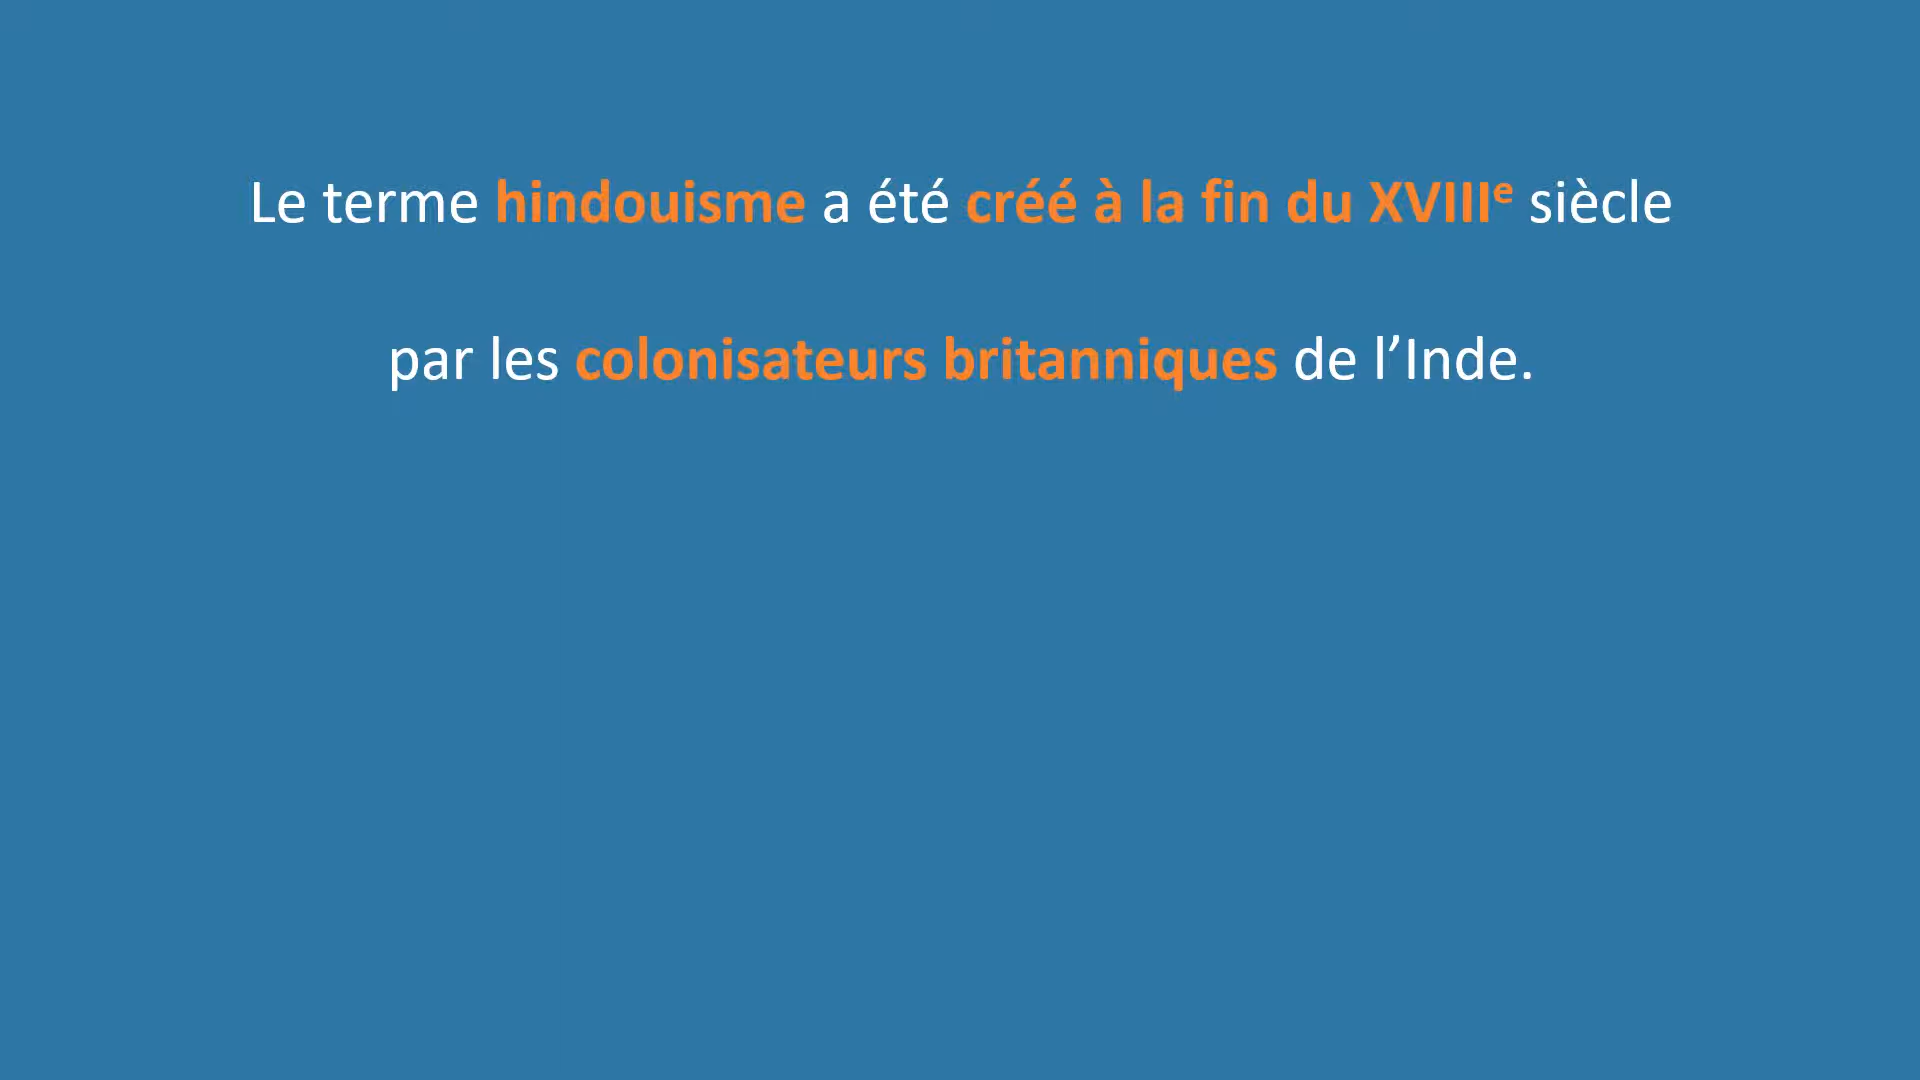 Le terme hindouisme a été créé à la fin du XVIIIᵉ siècle
par les colonisateurs britanniques de l’Inde.